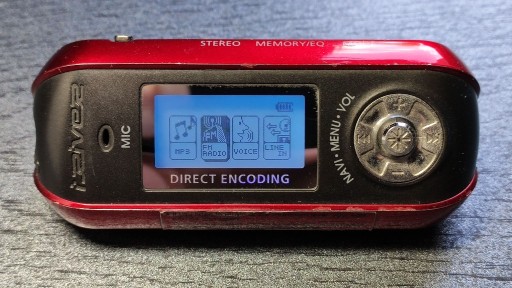 STEREO MEMORY/EQ
iRiver
MIC
MP3
FM
RADIO
VOICE
LINE
IN
DIRECT ENCODING
NAVI • MENU • VOL